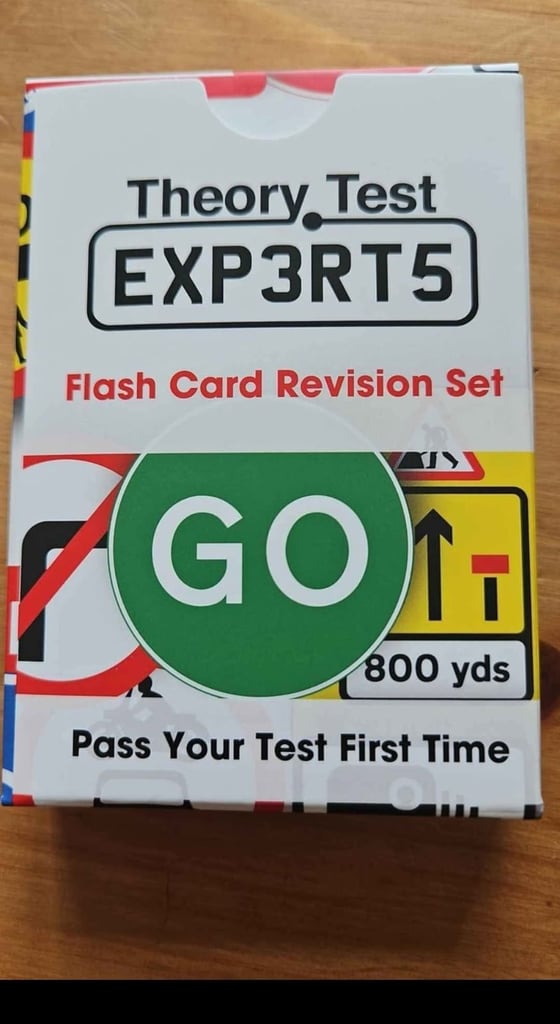 Theory Test
EXP3RT5
Flash Card Revision Set
GO
800 yds
Pass Your Test First Time